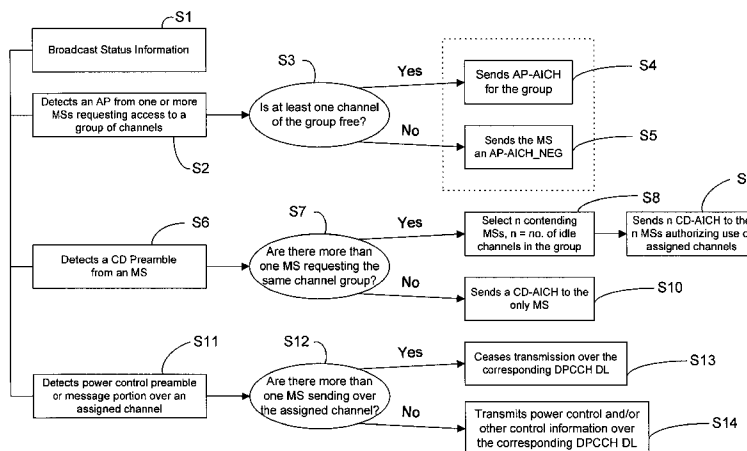 S1
Broadcast Status Information
S3
Detects an AP from one or more
MSs requesting access to a
group of channels
S2
Is at least one channel
of the group free?
Yes
Sends AP-AICH
for the group
S4
No
Sends the MS
an AP-AICH_NEG
S5
S6
Detects a CD Preamble
from an MS
S7
Are there more than
one MS requesting the
same channel group?
Yes
S8
Select n contending
MSs, n = no. of idle
channels in the group
Sends n CD-AICH to the
n MSs authorizing use
assigned channels
No
Sends a CD-AICH to the
only MS
S10
S11
Detects power control preamble
or message portion over an
assigned channel
S12
Are there more than
one MS sending over
the assigned channel?
Yes
Ceases transmission over the
corresponding DPCCH DL
S13
No
Transmits power control and/or
other control information over
the corresponding DPCCH DL
S14